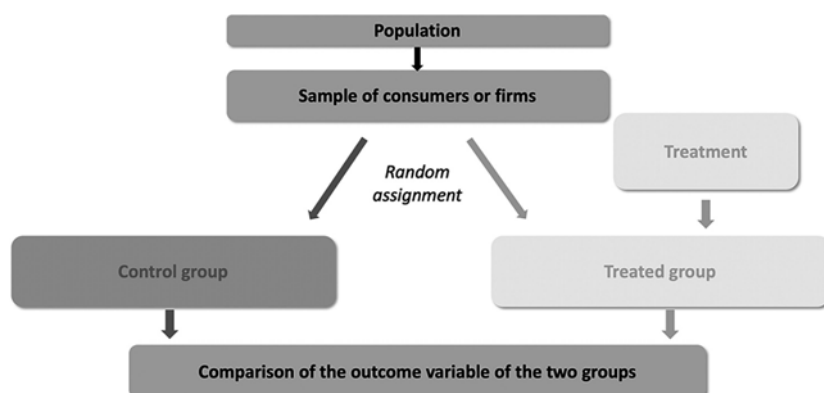 Population
Sample of consumers or firms
Treatment
Random
assignment
Control group
Treated group
Comparison of the outcome variable of the two groups